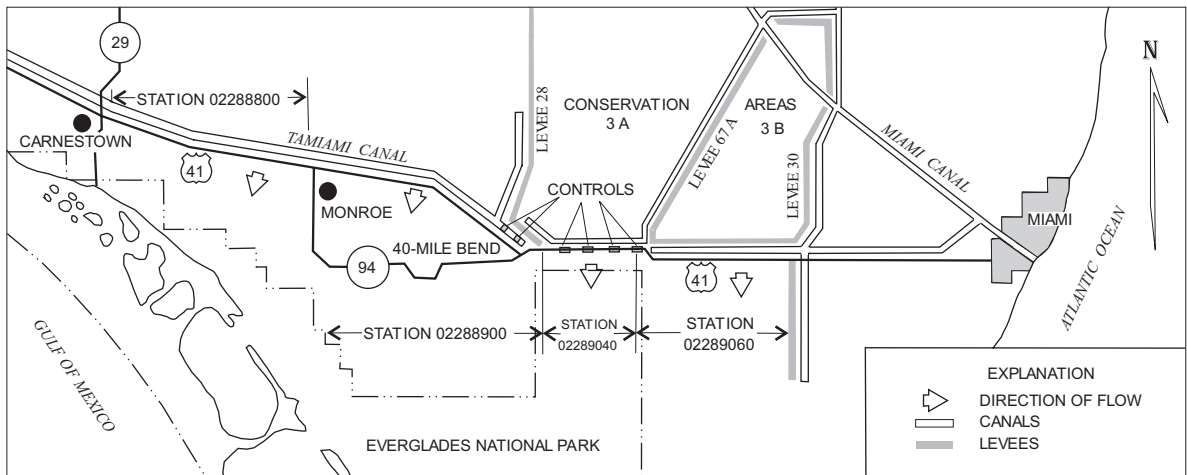 29
STATION 02288800
CARNESTOWN
41
TAMIAMI CANAL
MONROE
94
40-MILE BEND
LEVEE 28
CONSERVATION
3 A
AREAS
3 B
LEVEE 67 A
LEVEE 30
MIAMI CANAL
CONTROLS
MIAMI
N
ATLANTIC OCEAN
41
STATION 02288900
STATION
02289040
STATION
02289060
GULF OF MEXICO
EVERGLADES NATIONAL PARK
EXPLANATION
DIRECTION OF FLOW
CANALS
LEVEES